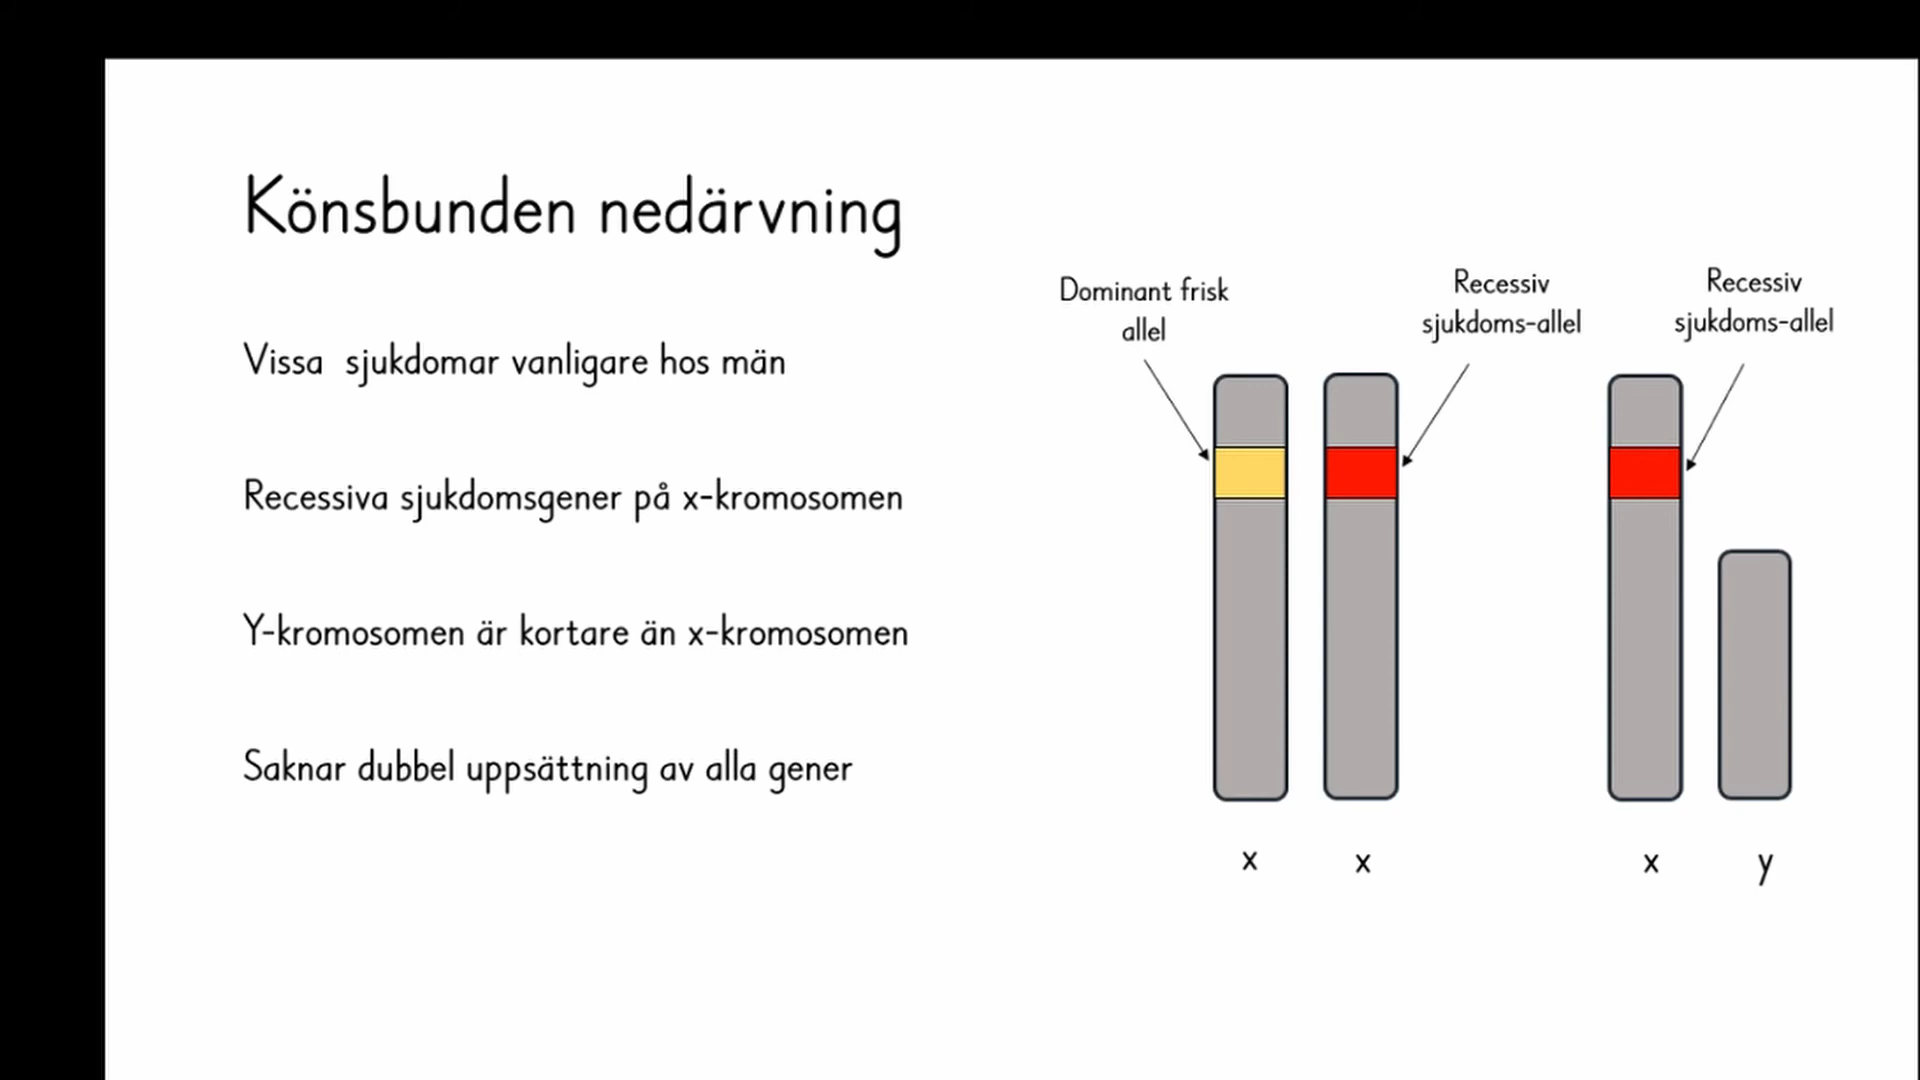 Könsbunden nedärvning
Vissa sjukdomar vanligare hos män
Recessiva sjukdomsgener på x-kromosomen
Y-kromosomen är kortare än x-kromosomen
Saknar dubbel uppsättning av alla gener
Dominant frisk
allel
Recessiv
sjukdoms-allel
Recessiv
sjukdoms-allel
x
x
x
y